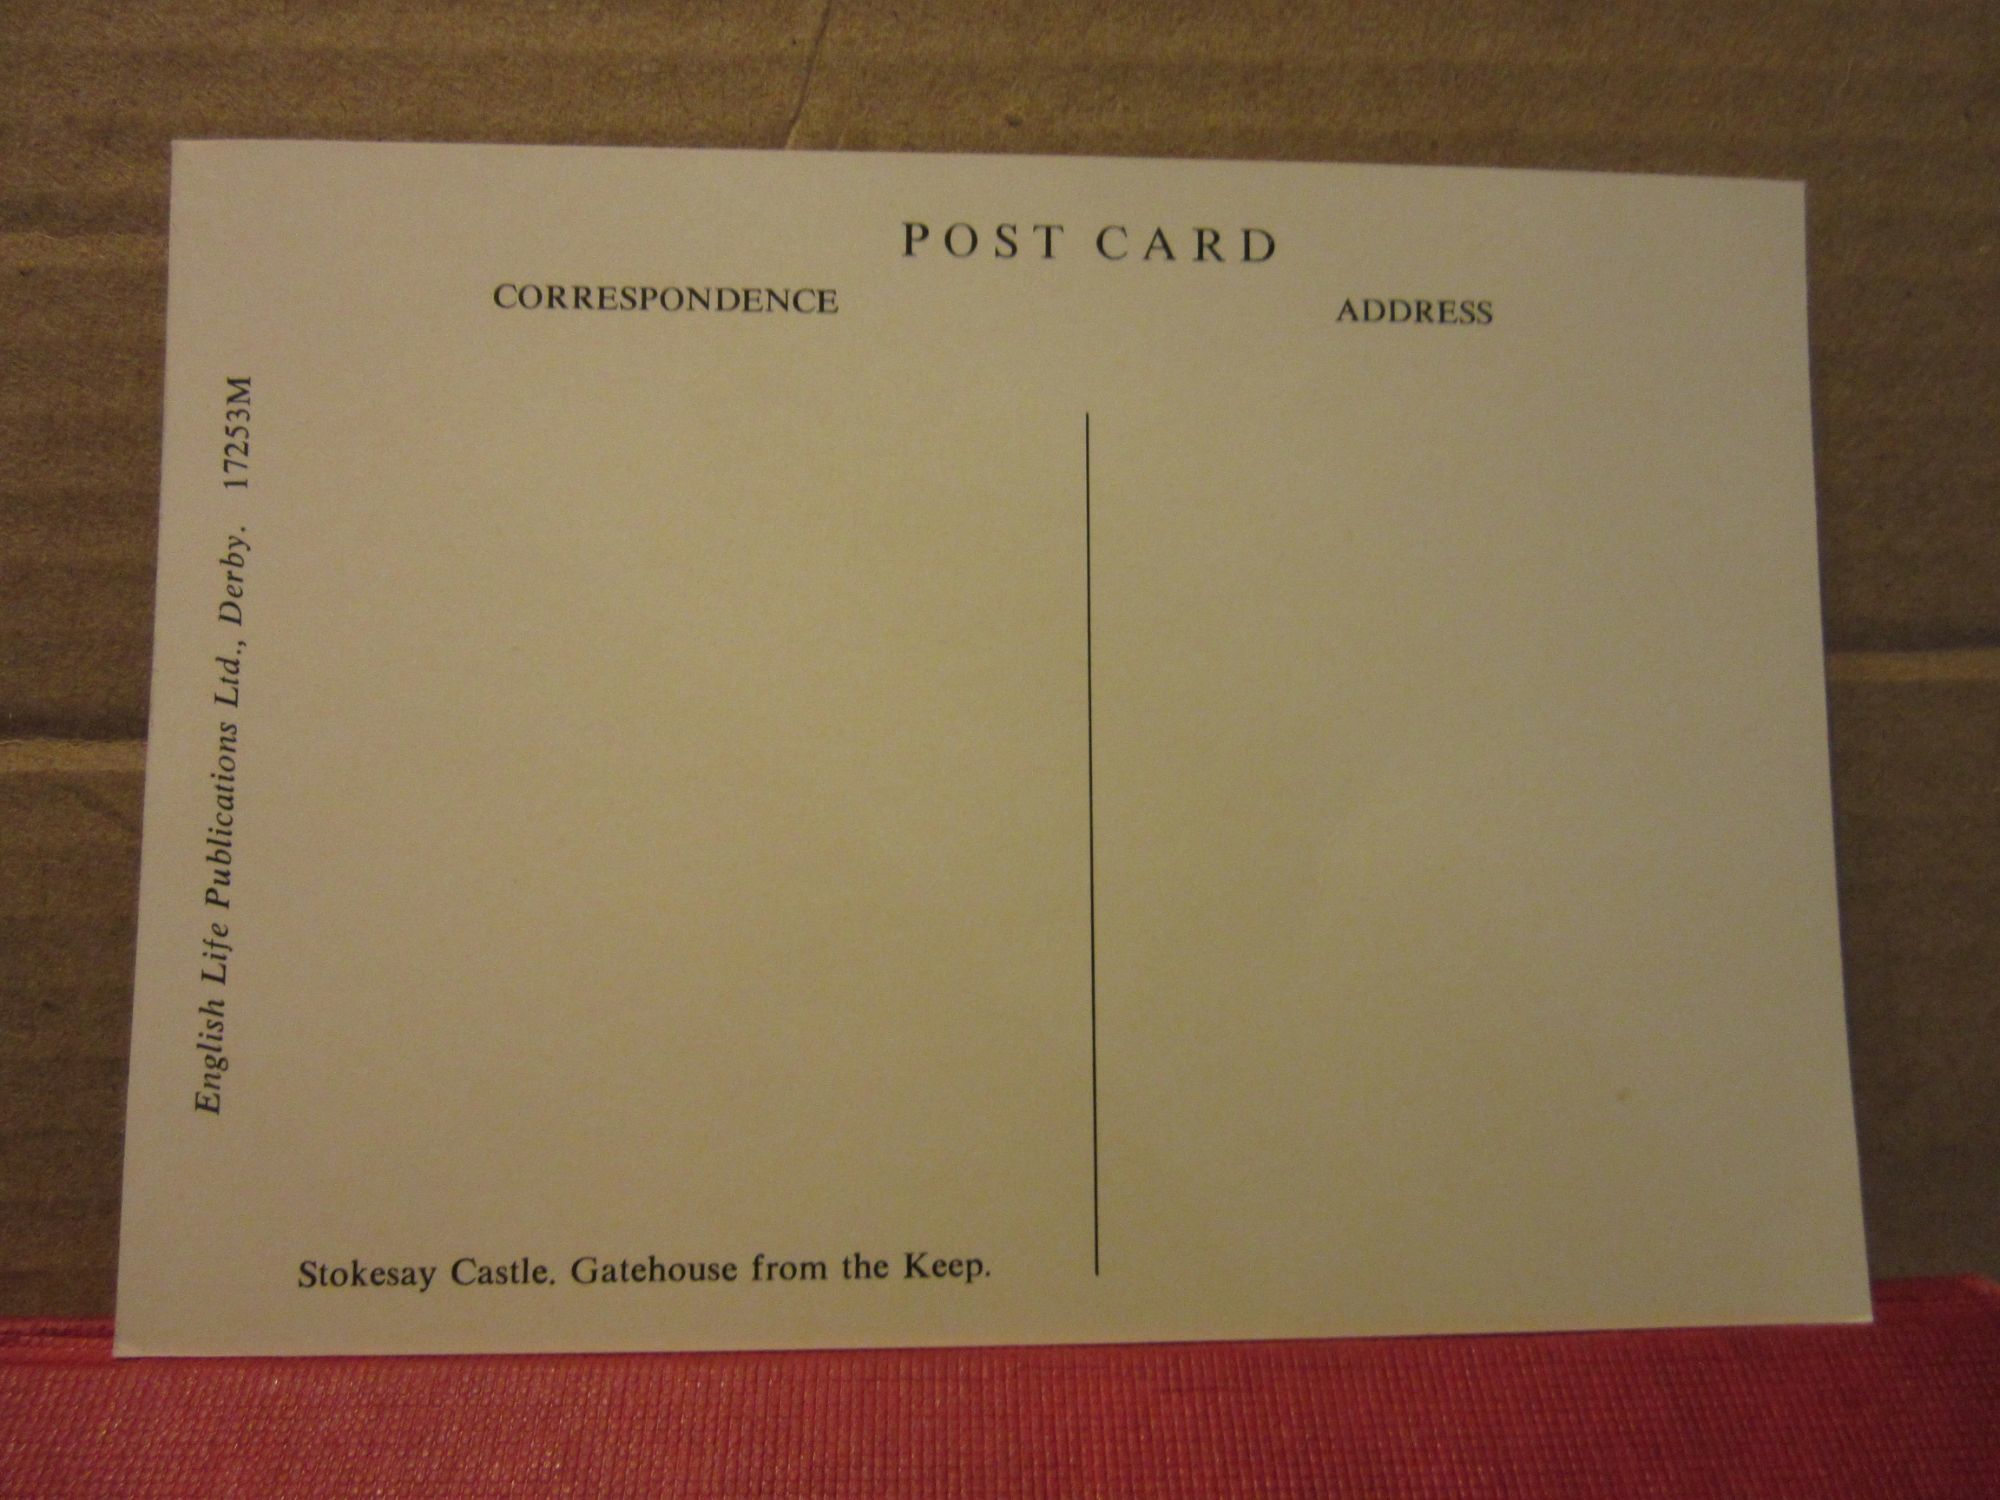 POST CARD
CORRESPONDENCE
ADDRESS
English Life Publications Ltd., Derby. 17253M
Stokesay Castle. Gatehouse from the Keep.